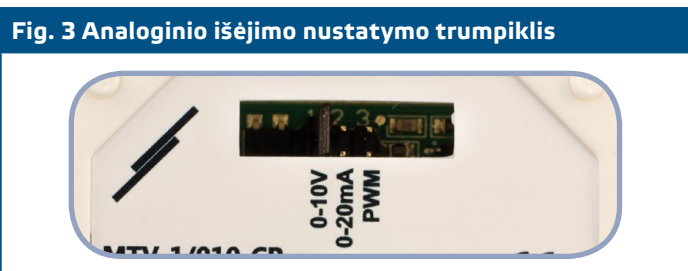 Fig. 3 Analoginio išėjimo nustatymo trumpiklis
1 2 3
0-10V
0-20mA
PWM